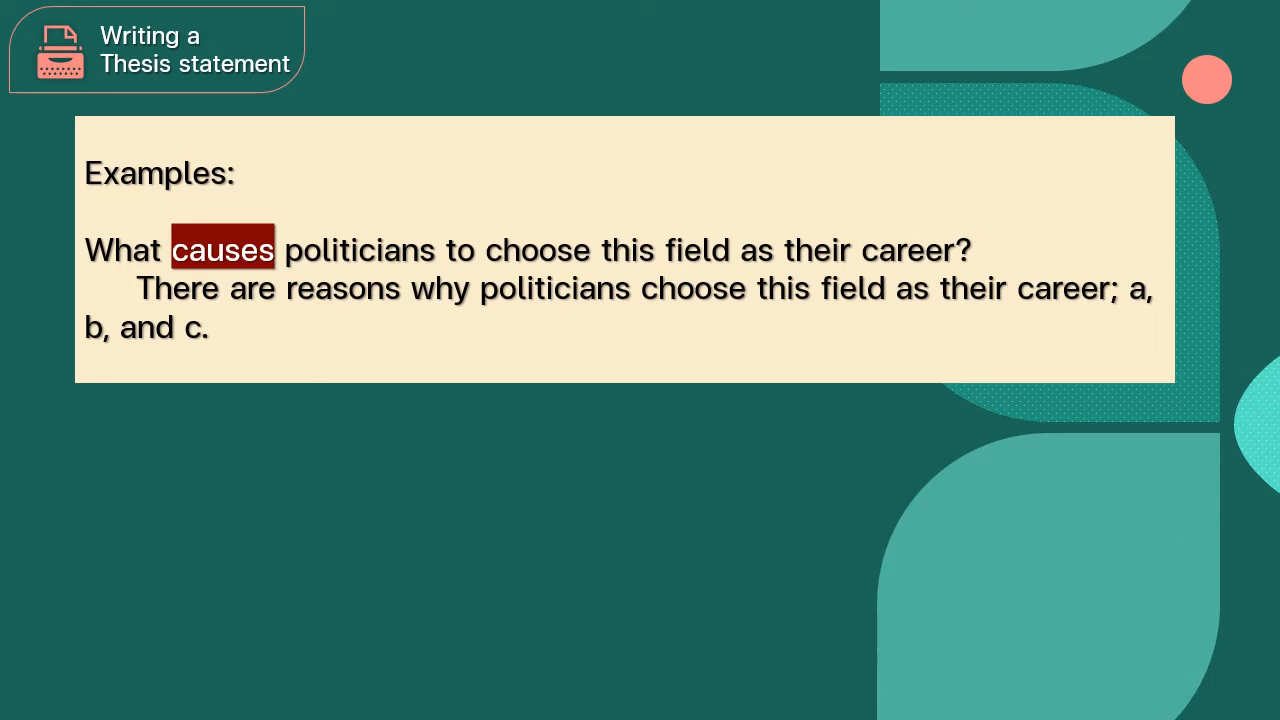 Writing a
Thesis statement
Examples:
What causes politicians to choose this field as their career?
There are reasons why politicians choose this field as their career; a,
b, and c.